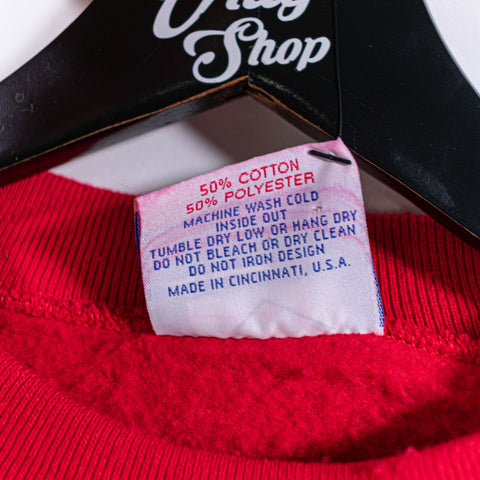 Shop
50% COTTON
50% POLYESTER
MACHINE WASH COLD
INSIDE OUT
TUMBLE DRY LOW OR HANG DRY
DO NOT BLEACH OR DRY CLEAN
DO NOT IRON DESIGN
MADE IN CINCINNATI, U.S.A.